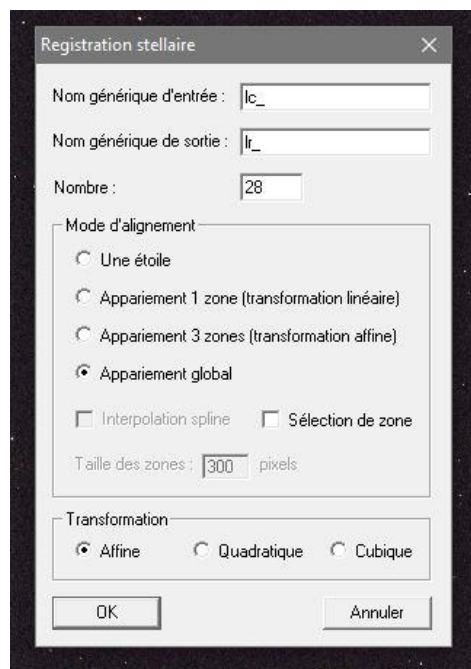 Registration stellaire
Nom générique d'entrée : lc_
Nom générique de sortie : lr_
Nombre : 28
Mode d'alignement
Une étoile
Appariement 1 zone (transformation linéaire)
Appariement 3 zones (transformation affine)
Appariement global
Interpolation spline Sélection de zone
Taille des zones : 300 pixels
Transformation
Affine Quadratique Cubique
OK Annuler